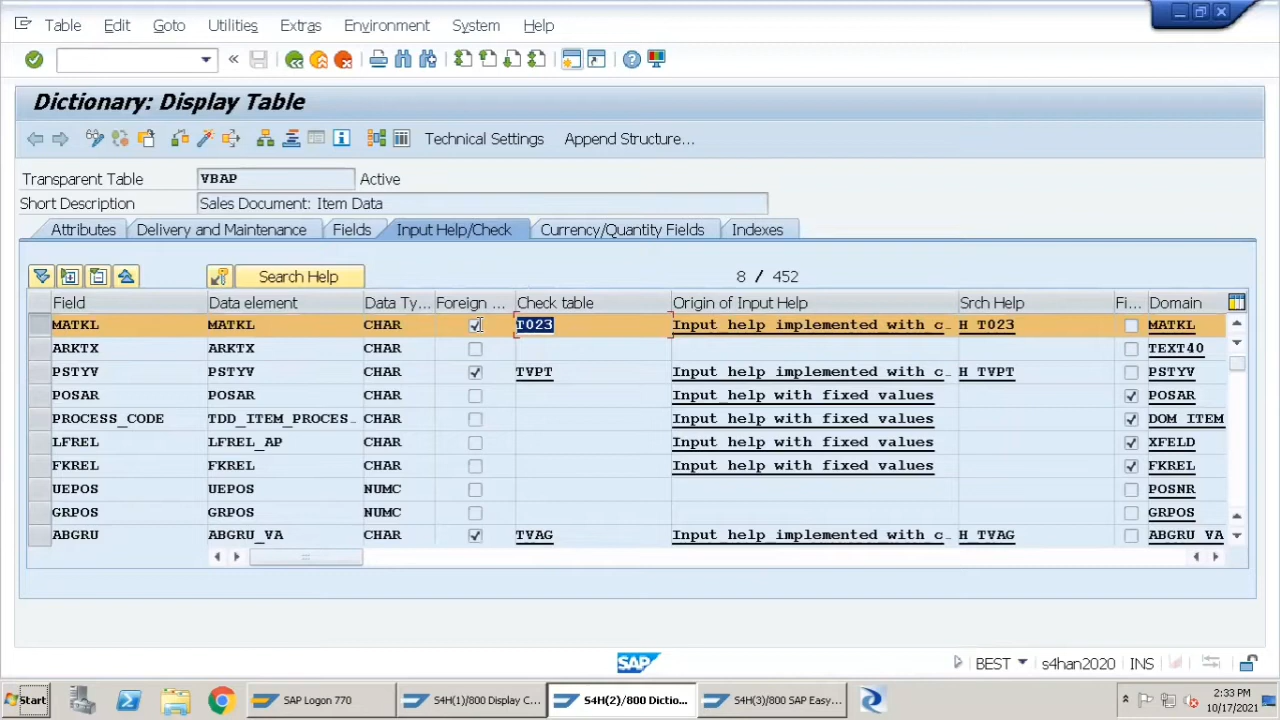 Table Edit Goto Utilities Extras Environment System Help
Dictionary: Display Table
Technical Settings Append Structure...
Transparent Table VBAP Active
Short Description Sales Document: Item Data
Attributes Delivery and Maintenance Fields Input Help/Check Currency/Quantity Fields Indexes
Search Help 8 / 452
Field Data element Data Ty... Foreign ... Check table Origin of Input Help Srch Help Fi... Domain
MATKL MATKL CHAR T023 Input help implemented with c… H_T023 MATKL
ARKTX ARKTX CHAR TEXT40
PSTYV PSTYV CHAR TVPT Input help implemented with c… H_TVPT PSTYV
POSAR POSAR CHAR Input help with fixed values POSAR
PROCESS_CODE TDD_ITEM_PROCES… CHAR Input help with fixed values DOM_ITEM
LFREL LFREL_AP CHAR Input help with fixed values XFELD
FKREL FKREL CHAR Input help with fixed values FKREL
UEPOS UEPOS NUMC POSNR
GRPOS GRPOS NUMC GRPOS
ABGRU ABGRU_VA CHAR TVAG Input help implemented with c… H_TVAG ABGRU_VA
SAP BEST s4han2020 INS
Start SAP Logon 770 S4H(1)/800 Display C... S4H(2)/800 Dictio... S4H(3)/800 SAP Easy... 2:33 PM
10/17/2021